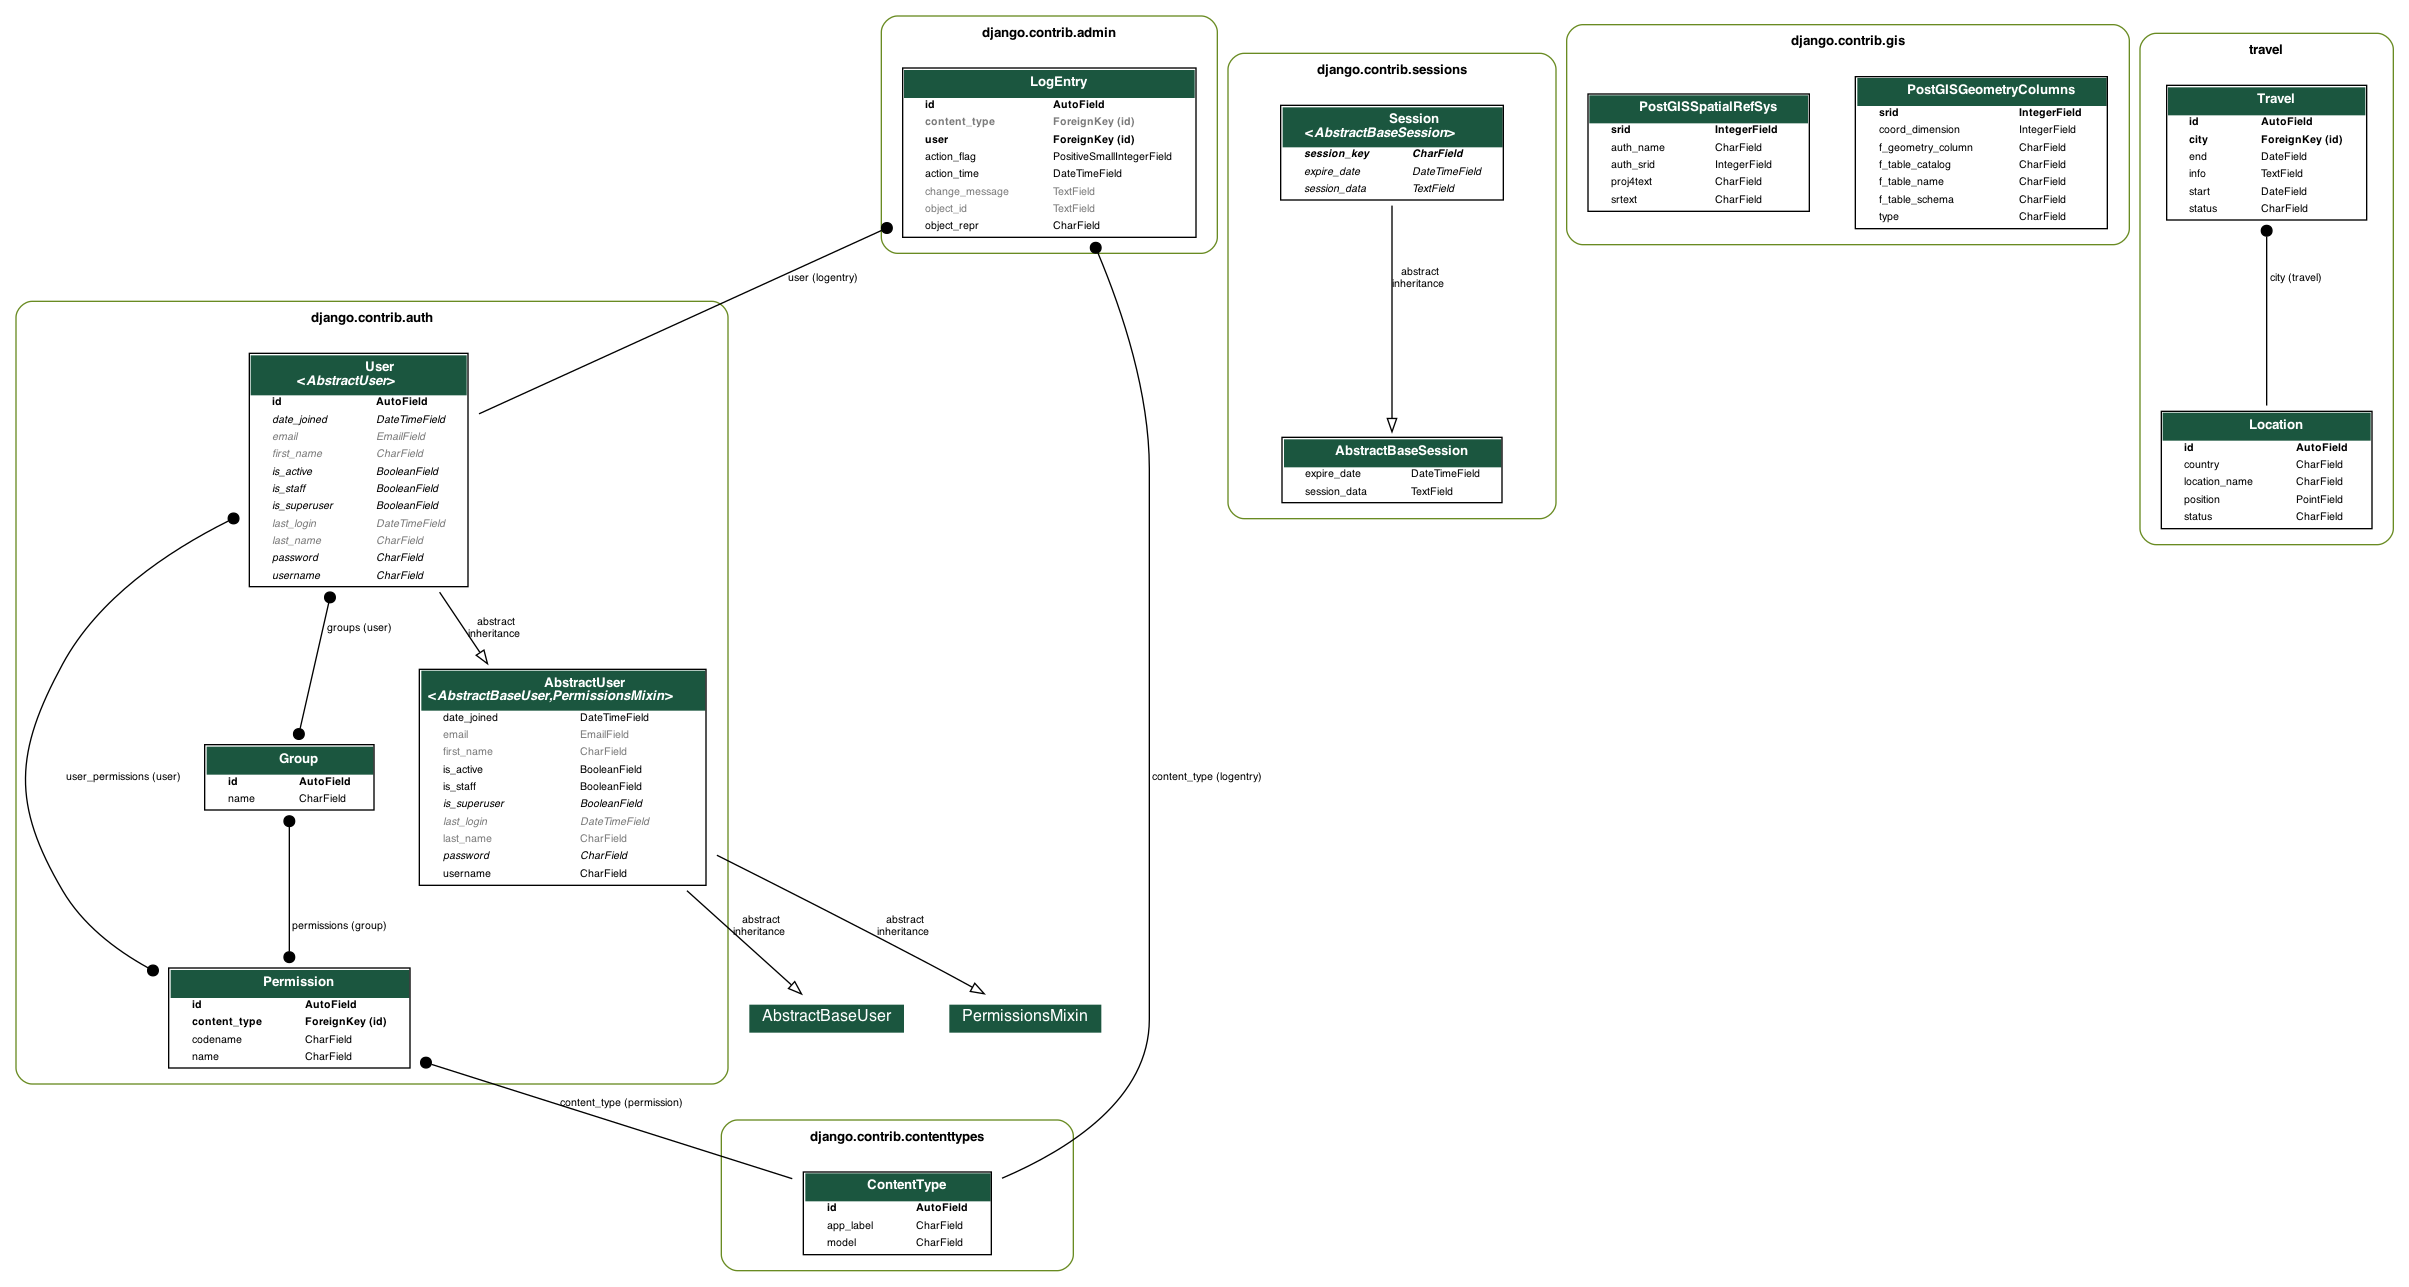 django.contrib.admin
LogEntry
id AutoField
content_type ForeignKey (id)
user ForeignKey (id)
action_flag PositiveSmallIntegerField
action_time DateTimeField
change_message TextField
object_id TextField
object_repr CharField
django.contrib.sessions
Session
<AbstractBaseSession>
session_key CharField
expire_date DateTimeField
session_data TextField
abstract
inheritance
AbstractBaseSession
expire_date DateTimeField
session_data TextField
django.contrib.gis
PostGISSpatialRefSys
srid IntegerField
auth_name CharField
auth_srid IntegerField
proj4text CharField
srtext CharField
PostGISGeometryColumns
srid IntegerField
coord_dimension IntegerField
f_geometry_column CharField
f_table_catalog CharField
f_table_name CharField
f_table_schema CharField
type CharField
travel
Travel
id AutoField
city ForeignKey (id)
end DateField
info TextField
start DateField
status CharField
city (travel)
Location
id AutoField
country CharField
location_name CharField
position PointField
status CharField
user (logentry)
django.contrib.auth
User
<AbstractUser>
id AutoField
date_joined DateTimeField
email EmailField
first_name CharField
is_active BooleanField
is_staff BooleanField
is_superuser BooleanField
last_login DateTimeField
last_name CharField
password CharField
username CharField
groups (user)
abstract
inheritance
AbstractUser
<AbstractBaseUser,PermissionsMixin>
date_joined DateTimeField
email EmailField
first_name CharField
is_active BooleanField
is_staff BooleanField
is_superuser BooleanField
last_login DateTimeField
last_name CharField
password CharField
username CharField
user_permissions (user)
Group
id AutoField
name CharField
permissions (group)
abstract
inheritance
abstract
inheritance
content_type (logentry)
Permission
id AutoField
content_type ForeignKey (id)
codename CharField
name CharField
AbstractBaseUser
PermissionsMixin
content_type (permission)
django.contrib.contenttypes
ContentType
id AutoField
app_label CharField
model CharField